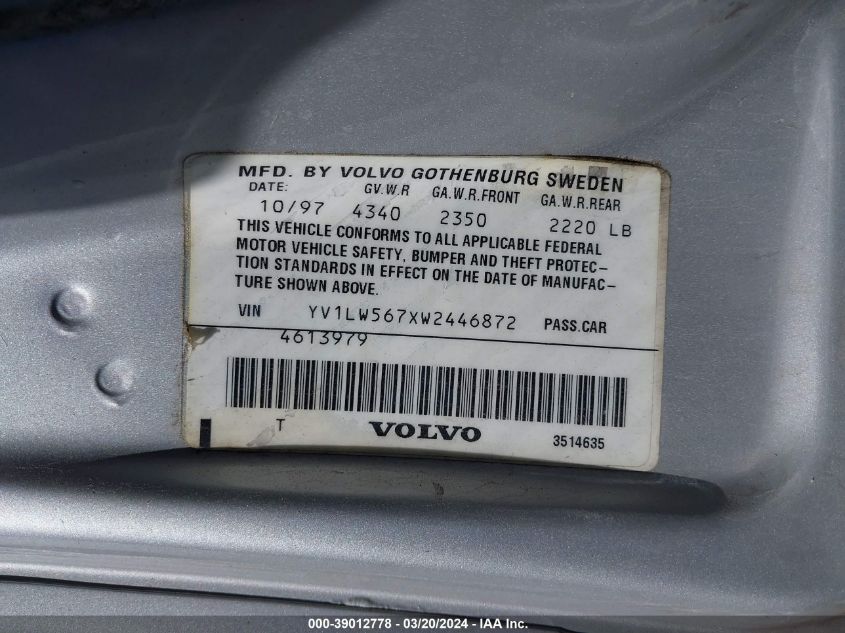 MFD. BY VOLVO GOTHENBURG SWEDEN
DATE: GV.W.R GA.W.R.FRONT GA.W.R.REAR
10/97 4340 2350 2220 LB
THIS VEHICLE CONFORMS TO ALL APPLICABLE FEDERAL
MOTOR VEHICLE SAFETY, BUMPER AND THEFT PROTEC-
TION STANDARDS IN EFFECT ON THE DATE OF MANUFAC-
TURE SHOWN ABOVE.
VIN YV1LW567XW2446872 PASS.CAR
4613979
T VOLVO 3514635
000-39012778 - 03/20/2024 - IAA Inc.